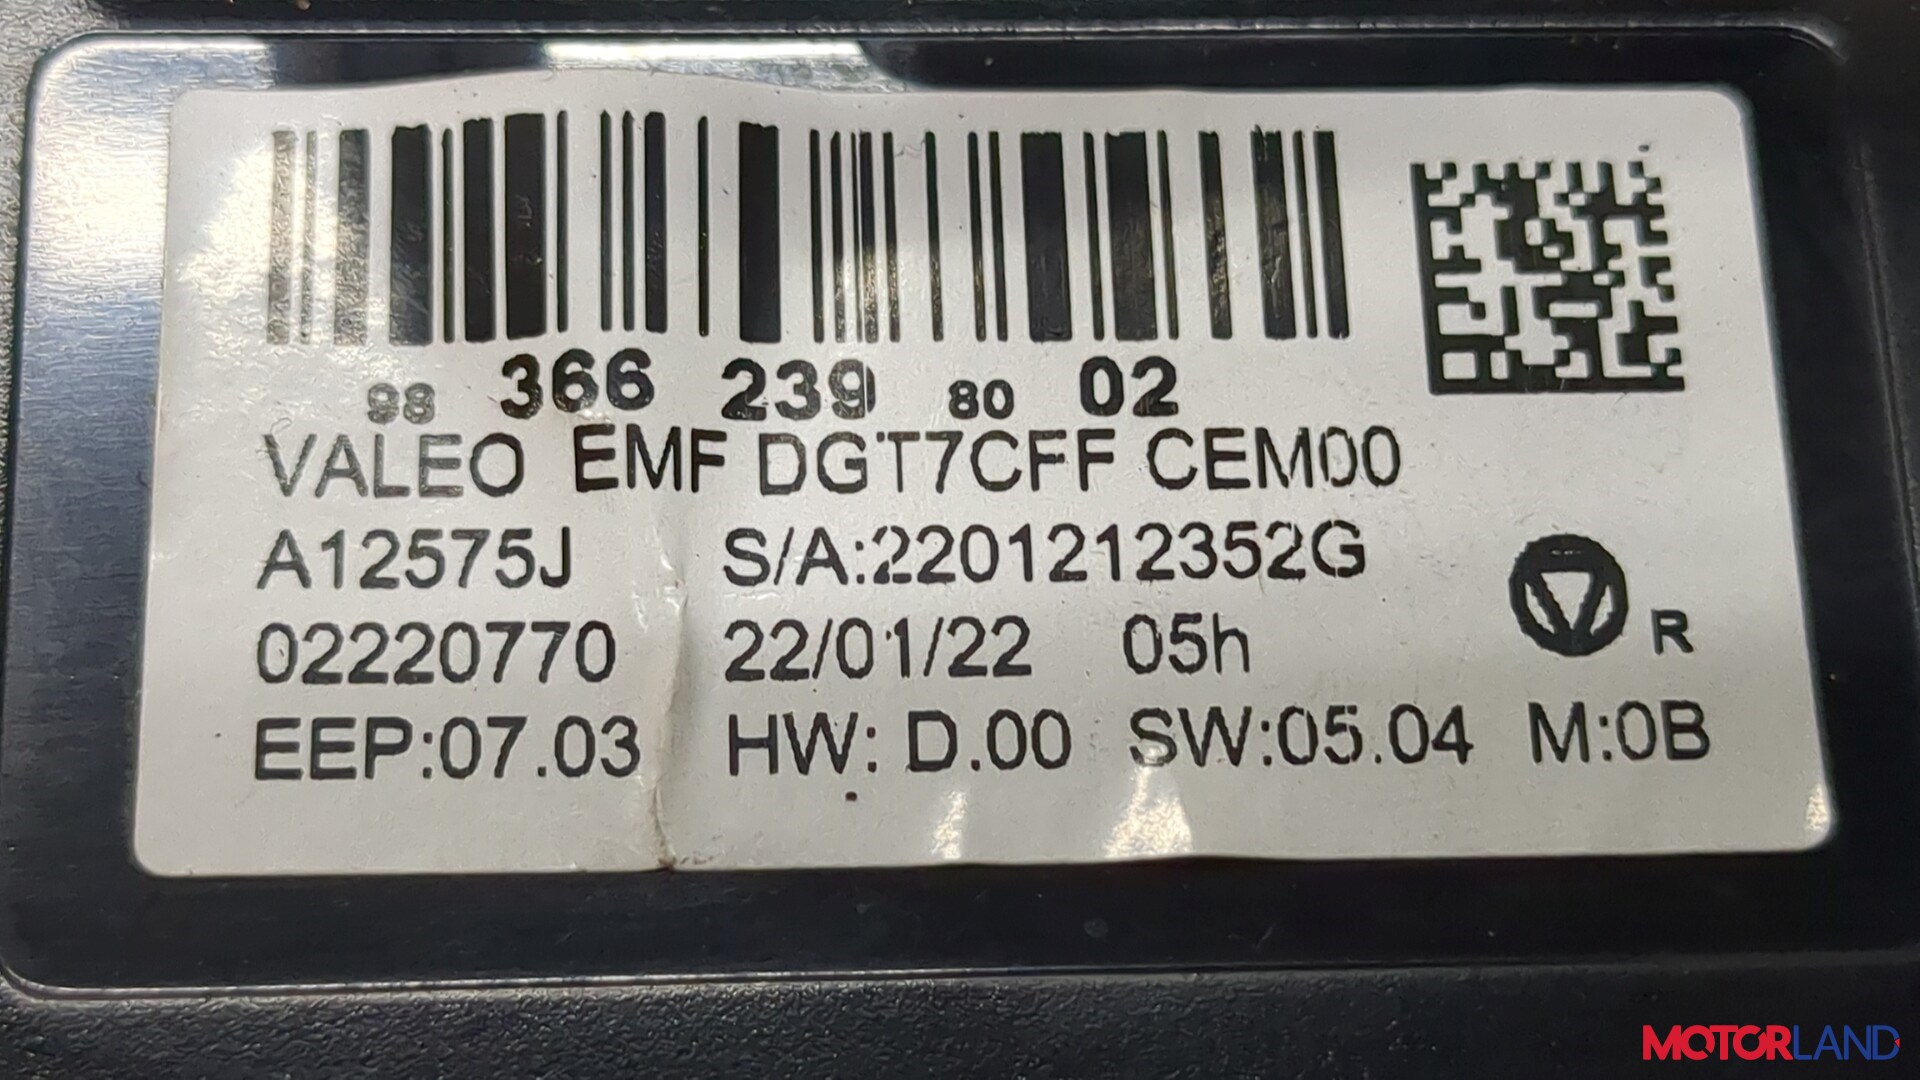 98 366 239 80 02
VALEO EMF DGT7CFF CEM00
A12575J S/A:2201212352G
02220770 22/01/22 05h
R
EEP:07.03 HW: D.00 SW:05.04 M:0B
MOTORLAND